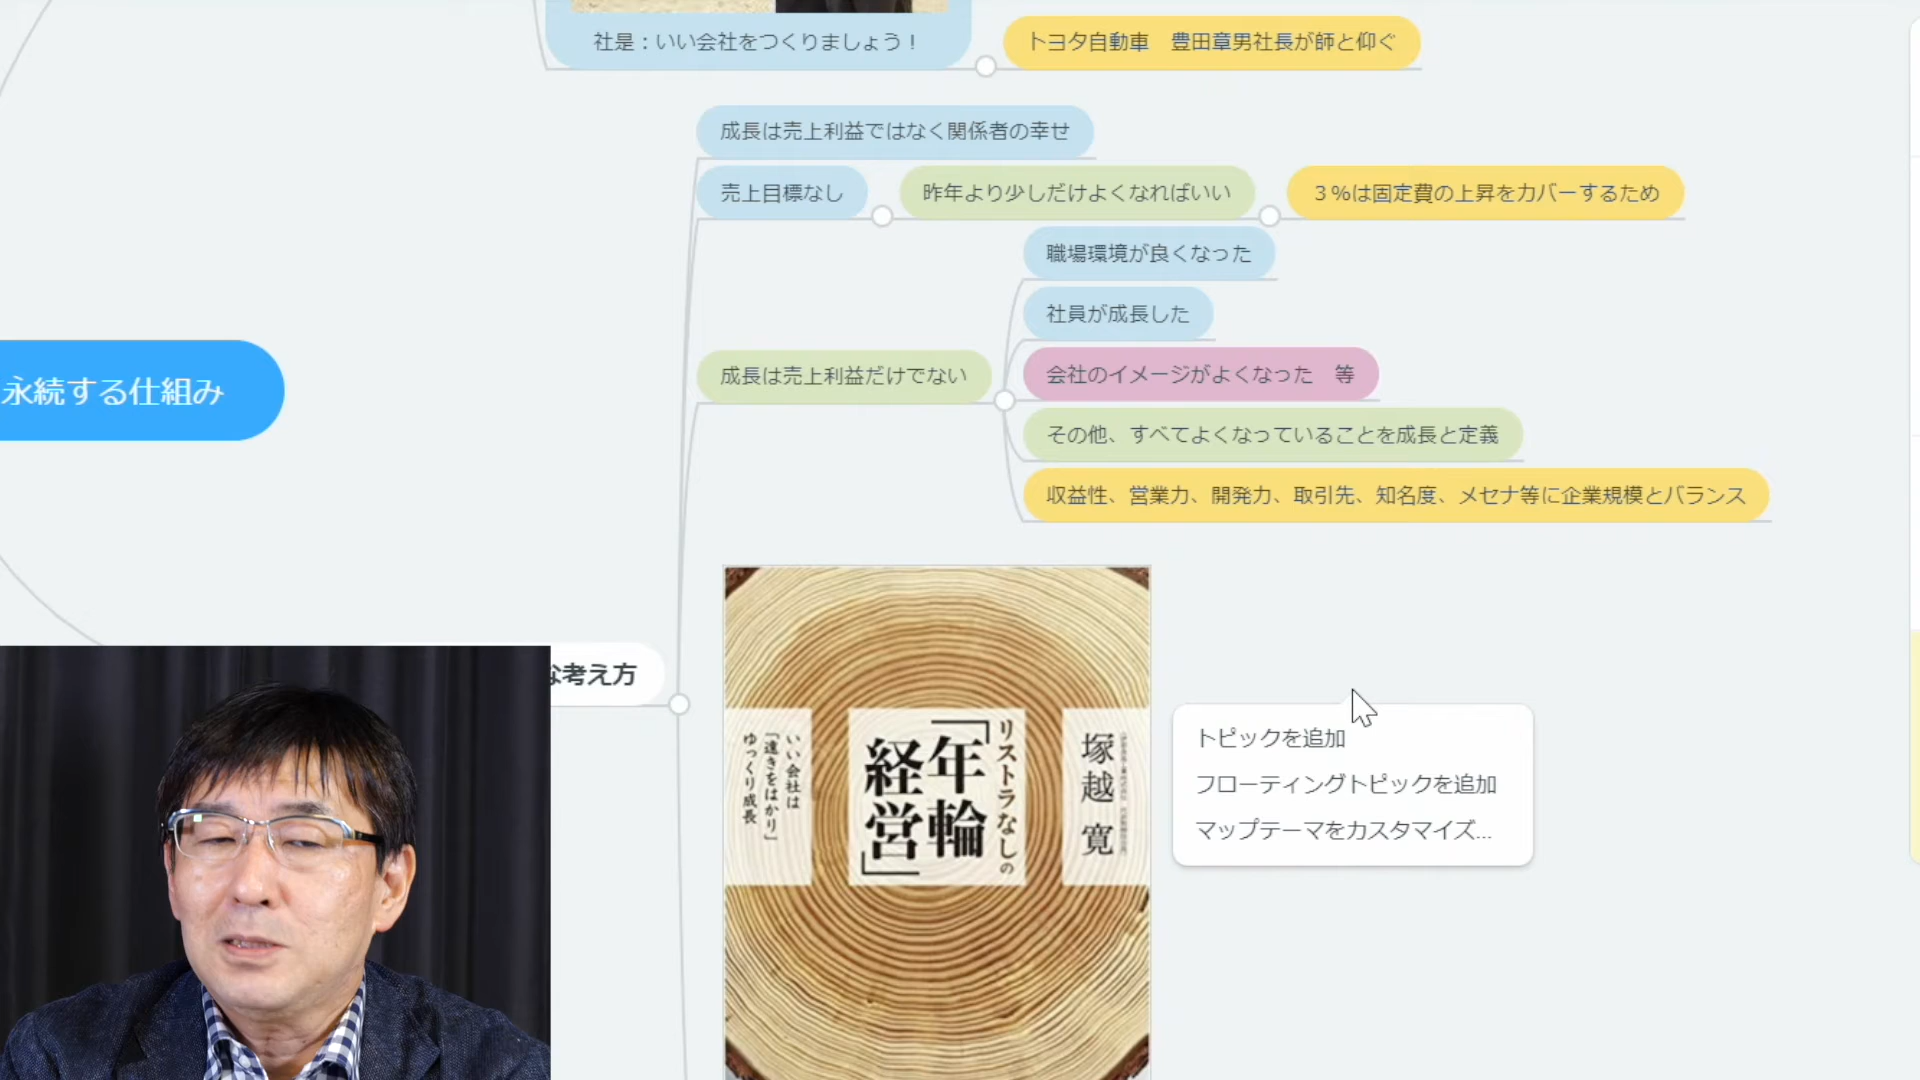 社是：いい会社をつくりましょう！
トヨタ自動車　豊田章男社長が師と仰ぐ
成長は売上利益ではなく関係者の幸せ
売上目標なし
昨年より少しだけよくなればいい
３％は固定費の上昇をカバーするため
職場環境が良くなった
社員が成長した
成長は売上利益だけでない
会社のイメージがよくなった　等
その他、すべてよくなっていることを成長と定義
収益性、営業力、開発力、取引先、知名度、メセナ等に企業規模とバランス
永続する仕組み
な考え方
塚越 寛
リストラなしの
「年輪
経営」
いい会社は
「遠きをはかり」
ゆっくり成長
トピックを追加
フローティングトピックを追加
マップテーマをカスタマイズ...